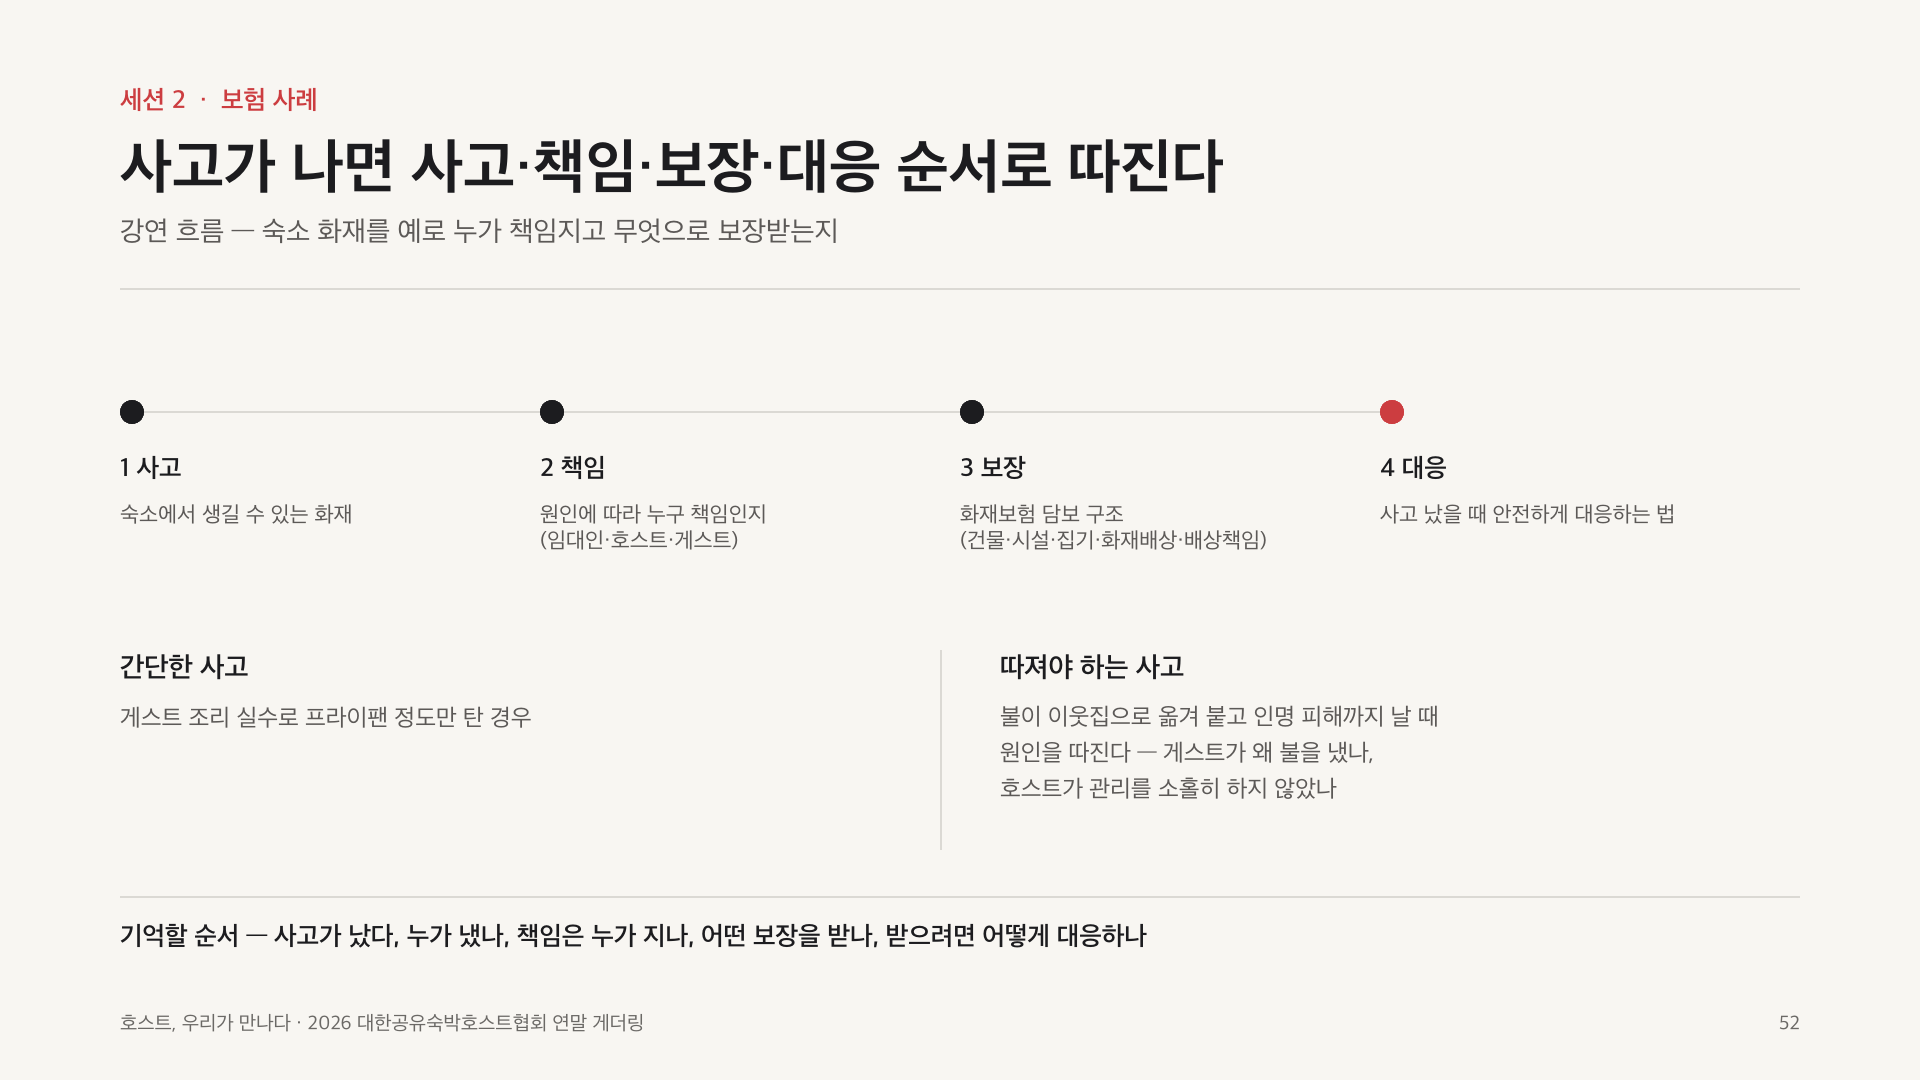 세션 2 · 보험 사례
사고가 나면 사고·책임·보장·대응 순서로 따진다
강연 흐름 — 숙소 화재를 예로 누가 책임지고 무엇으로 보장받는지
1 사고
숙소에서 생길 수 있는 화재
2 책임
원인에 따라 누구 책임인지
(임대인·호스트·게스트)
3 보장
화재보험 담보 구조
(건물·시설·집기·화재배상·배상책임)
4 대응
사고 났을 때 안전하게 대응하는 법
간단한 사고
게스트 조리 실수로 프라이팬 정도만 탄 경우
따져야 하는 사고
불이 이웃집으로 옮겨 붙고 인명 피해까지 날 때
원인을 따진다 — 게스트가 왜 불을 냈나,
호스트가 관리를 소홀히 하지 않았나
기억할 순서 — 사고가 났다, 누가 냈나, 책임은 누가 지나, 어떤 보장을 받나, 받으려면 어떻게 대응하나
호스트, 우리가 만나다 · 2026 대한공유숙박호스트협회 연말 게더링
52